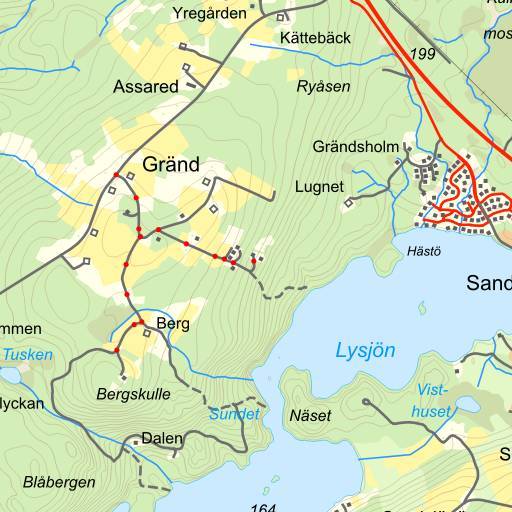 Yregården
Kättebäck
199
mos
Assared
Ryåsen
Grändsholm
Gränd
Lugnet
Hästö
Sand
mmen
Berg
Tusken
Lysjön
lyckan
Bergskulle
Sundet
Näset
Vist-
huset
Dalen
S
Blåbergen
164